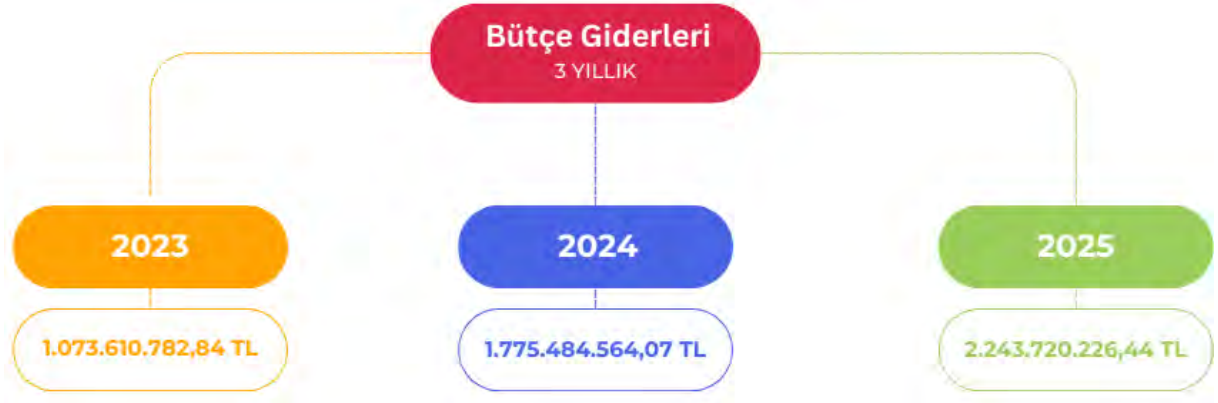 Bütçe Giderleri
3 YILLIK
2023
2024
2025
1.073.610.782,84 TL
1.775.484.564,07 TL
2.243.720.226,44 TL